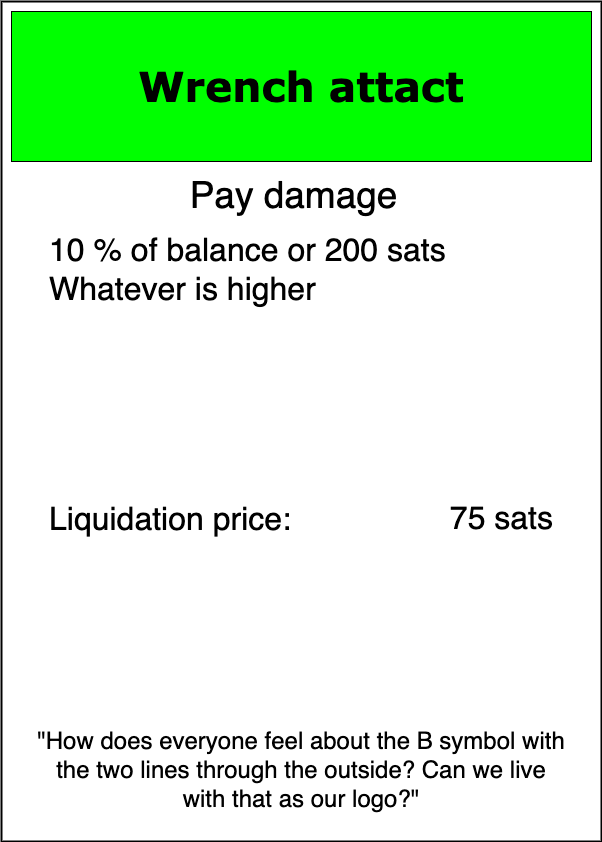 Wrench attact
Pay damage
10 % of balance or 200 sats
Whatever is higher
Liquidation price: 75 sats
"How does everyone feel about the B symbol with
the two lines through the outside? Can we live
with that as our logo?"